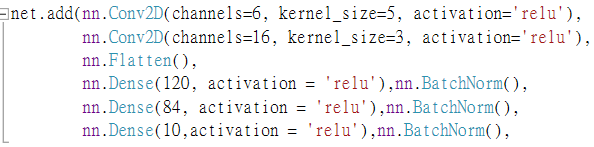 net.add(nn.Conv2D(channels=6, kernel_size=5, activation='relu'),
nn.Conv2D(channels=16, kernel_size=3, activation='relu'),
nn.Flatten(),
nn.Dense(120, activation = 'relu'),nn.BatchNorm(),
nn.Dense(84, activation = 'relu'),nn.BatchNorm(),
nn.Dense(10,activation = 'relu'),nn.BatchNorm(),